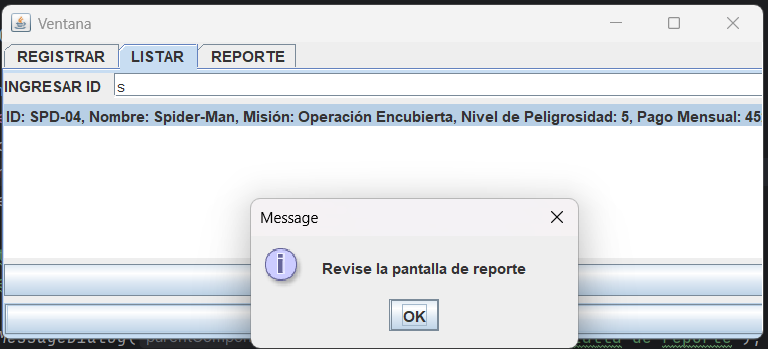 Ventana
REGISTRAR LISTAR REPORTE
INGRESAR ID s
ID: SPD-04, Nombre: Spider-Man, Misión: Operación Encubierta, Nivel de Peligrosidad: 5, Pago Mensual: 45
Message
Revise la pantalla de reporte
OK
essageDialog( parentCompo de reporte");